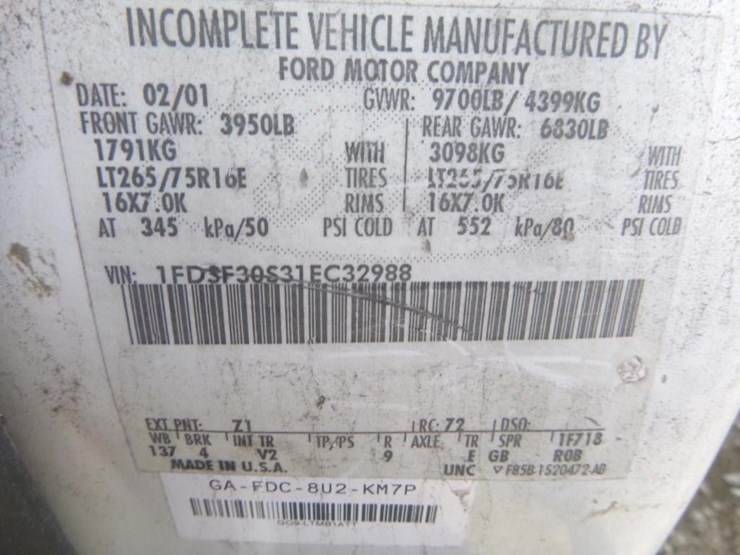 INCOMPLETE VEHICLE MANUFACTURED BY
FORD MOTOR COMPANY
DATE: 02/01 GVWR: 9700LB/ 4399KG
FRONT GAWR: 3950LB REAR GAWR: 6830LB
1791KG WITH 3098KG WITH
LT265/75R16E TIRES LT265/75R16E TIRES
16X7.0K RIMS 16X7.0K RIMS
AT 345 kPa/50 PSI COLD AT 552 kPa/80 PSI COLD
VIN: 1FDSF30S31EC32988
EXT PNT: Z1 RC: 72 DSO:
WB BRK INT TR TP/PS R AXLE TR SPR 1F718
137 4 V2 9 E GB ROB
MADE IN U.S.A. UNC ▽ F85B-1520472-AB
GA-FDC-8U2-KM7P